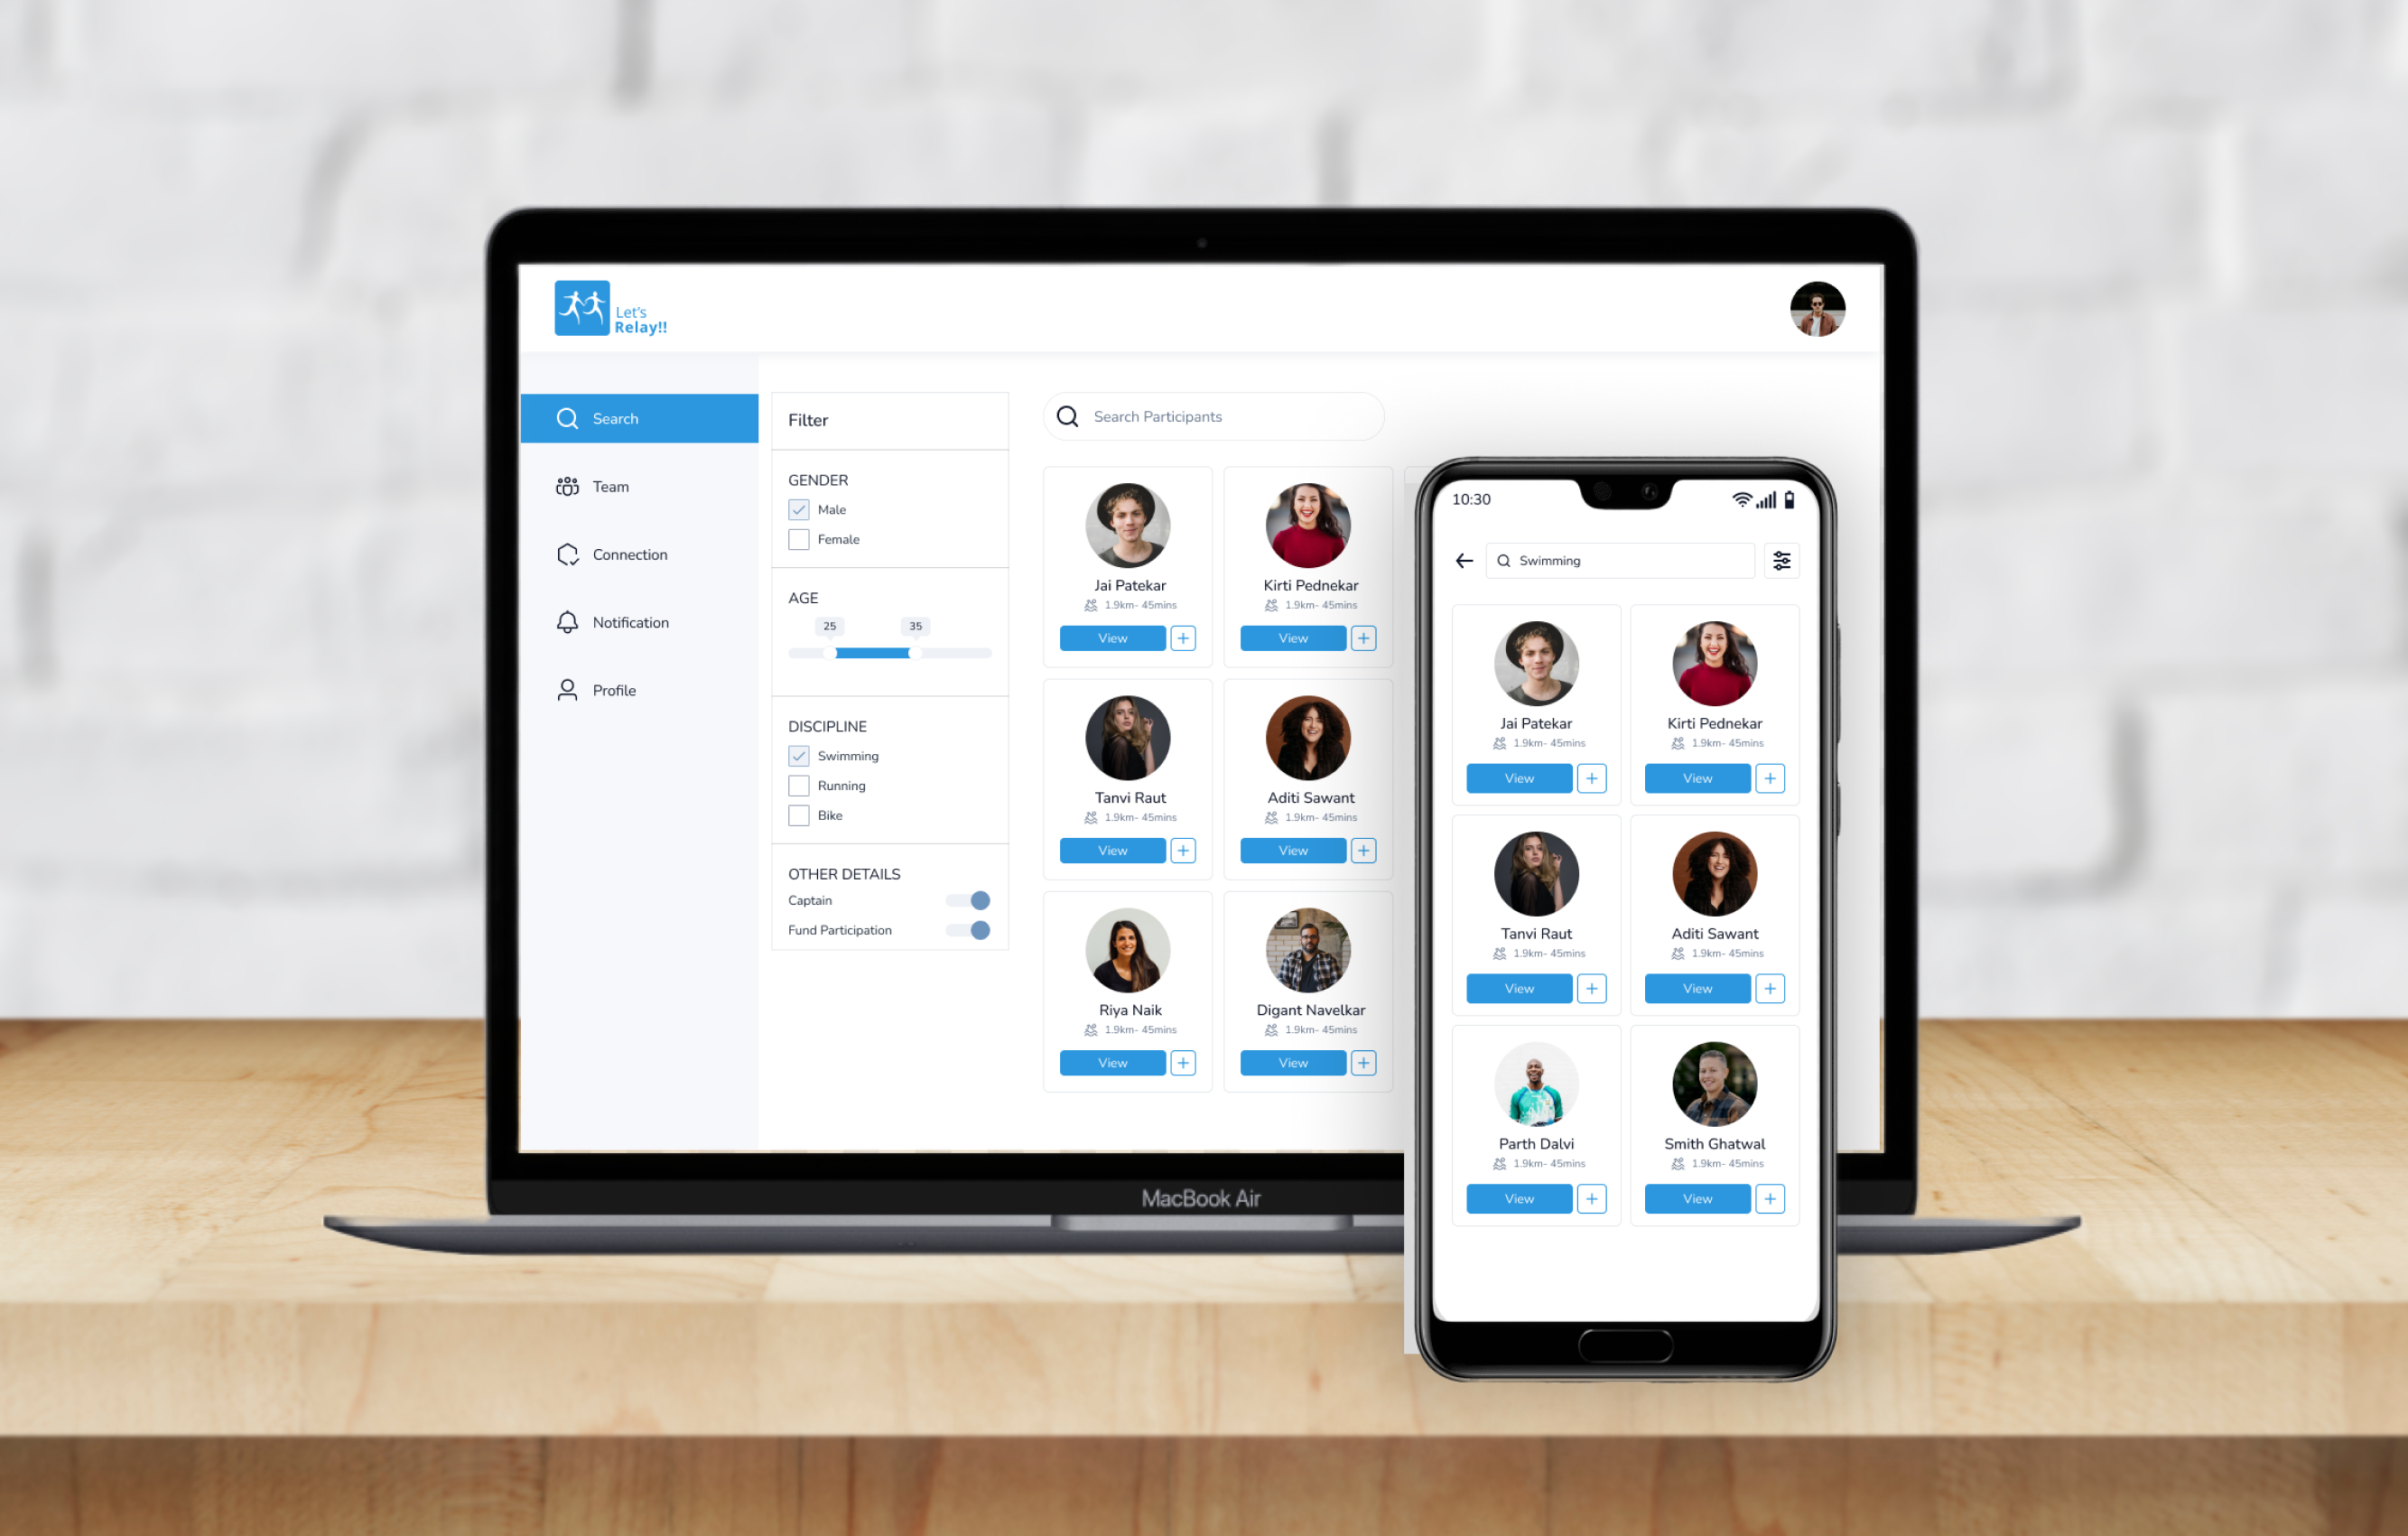 Let's
Relay!!
Search
Team
Connection
Notification
Profile
Filter
GENDER
Male
Female
AGE
25 35
DISCIPLINE
Swimming
Running
Bike
OTHER DETAILS
Captain
Fund Participation
Search Participants
Jai Patekar Kirti Pednekar
1.9km- 45mins 1.9km- 45mins
View + View +
Tanvi Raut Aditi Sawant
1.9km- 45mins 1.9km- 45mins
View + View +
Riya Naik Digant Navelkar
1.9km- 45mins 1.9km- 45mins
View + View +
MacBook Air
10:30
Swimming
Jai Patekar Kirti Pednekar
1.9km- 45mins 1.9km- 45mins
View + View +
Tanvi Raut Aditi Sawant
1.9km- 45mins 1.9km- 45mins
View + View +
Parth Dalvi Smith Ghatwal
1.9km- 45mins 1.9km- 45mins
View + View +